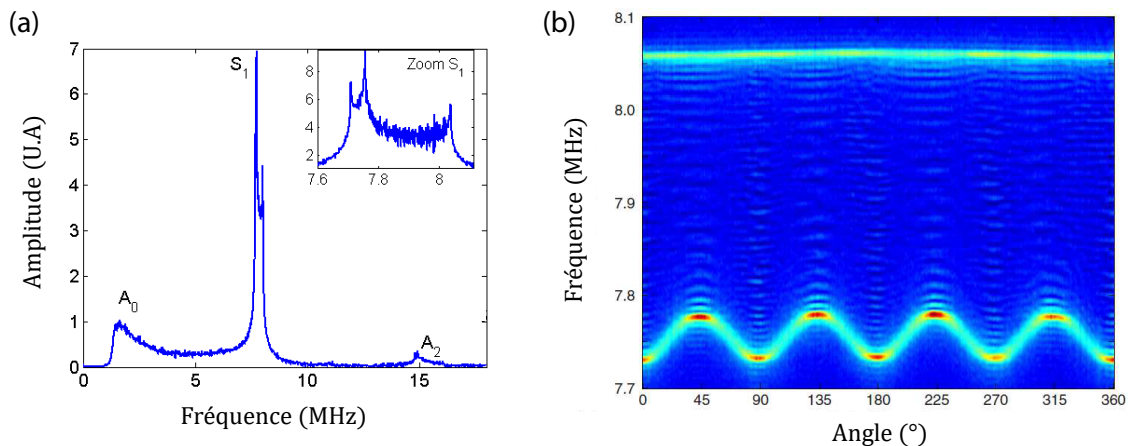 (a)
7
6
5
4
3
2
1
0
Amplitude (U.A)
0 5 10 15
Fréquence (MHz)
A0
S1
A2
Zoom S1
8
6
4
2
7.6 7.8 8
(b)
8.1
8.0
7.9
7.8
7.7
Fréquence (MHz)
0 45 90 135 180 225 270 315 360
Angle (°)